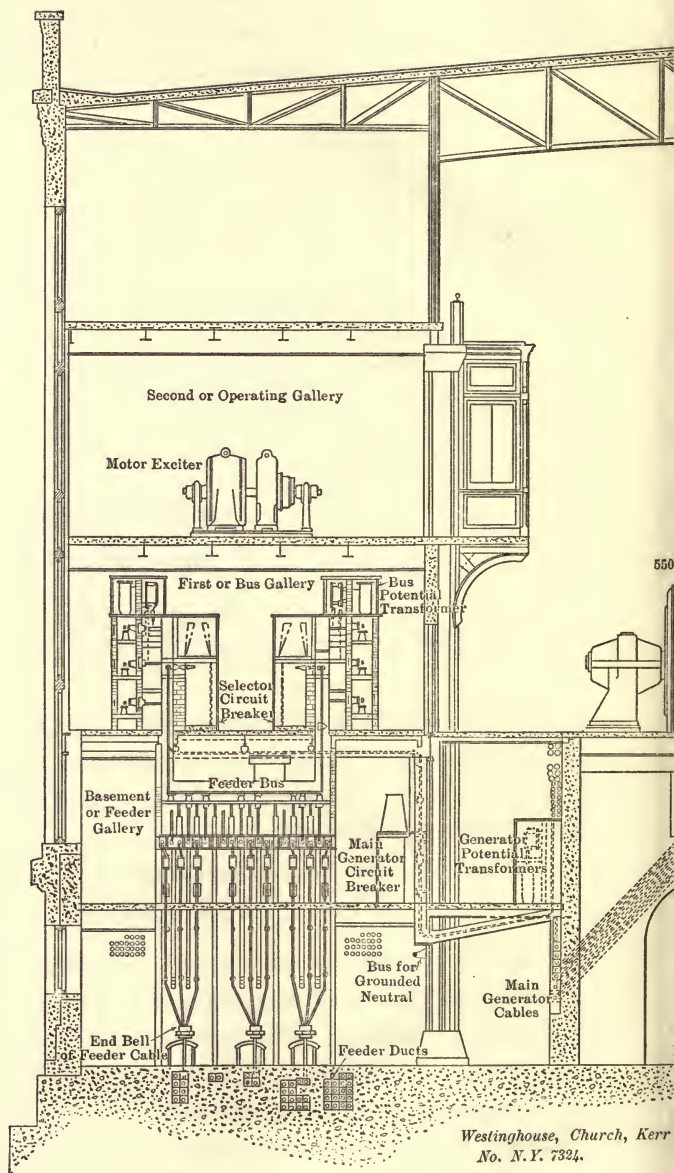 Second or Operating Gallery
Motor Exciter
550
First or Bus Gallery
Bus
Potential
Transformer
Selector
Circuit
Breaker
Feeder Bus
Basement
or Feeder
Gallery
Main
Generator
Circuit
Breaker
Generator
Potential
Transformers
Bus for
Grounded
Neutral
Main
Generator
Cables
End Bell
of Feeder Cable
Feeder Ducts
Westinghouse, Church, Kerr
No. N.Y. 7324.